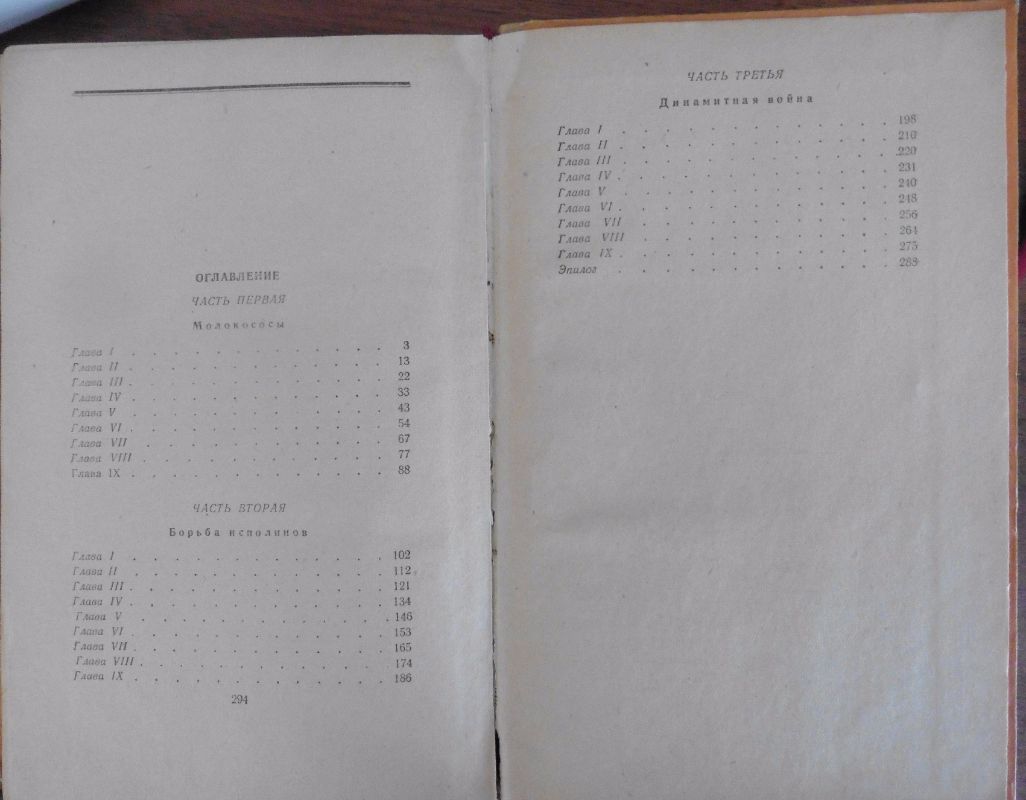 ОГЛАВЛЕНИЕ
ЧАСТЬ ПЕРВАЯ
Молокососы
Глава I . . . . . . . . . . . . 3
Глава II . . . . . . . . . . . . 13
Глава III . . . . . . . . . . . . 22
Глава IV . . . . . . . . . . . . 33
Глава V . . . . . . . . . . . . 43
Глава VI . . . . . . . . . . . . 54
Глава VII . . . . . . . . . . . . 67
Глава VIII . . . . . . . . . . . . 77
Глава IX . . . . . . . . . . . . 88
ЧАСТЬ ВТОРАЯ
Борьба исполинов
Глава I . . . . . . . . . . . . 102
Глава II . . . . . . . . . . . . 112
Глава III . . . . . . . . . . . . 121
Глава IV . . . . . . . . . . . . 134
Глава V . . . . . . . . . . . . 146
Глава VI . . . . . . . . . . . . 153
Глава VII . . . . . . . . . . . . 165
Глава VIII . . . . . . . . . . . . 174
Глава IX . . . . . . . . . . . . 186
294
ЧАСТЬ ТРЕТЬЯ
Динамитная война
Глава I . . . . . . . . . . . . 198
Глава II . . . . . . . . . . . . 210
Глава III . . . . . . . . . . . . 220
Глава IV . . . . . . . . . . . . 231
Глава V . . . . . . . . . . . . 240
Глава VI . . . . . . . . . . . . 248
Глава VII . . . . . . . . . . . . 256
Глава VIII . . . . . . . . . . . . 264
Глава IX . . . . . . . . . . . . 275
Эпилог . . . . . . . . . . . . 288